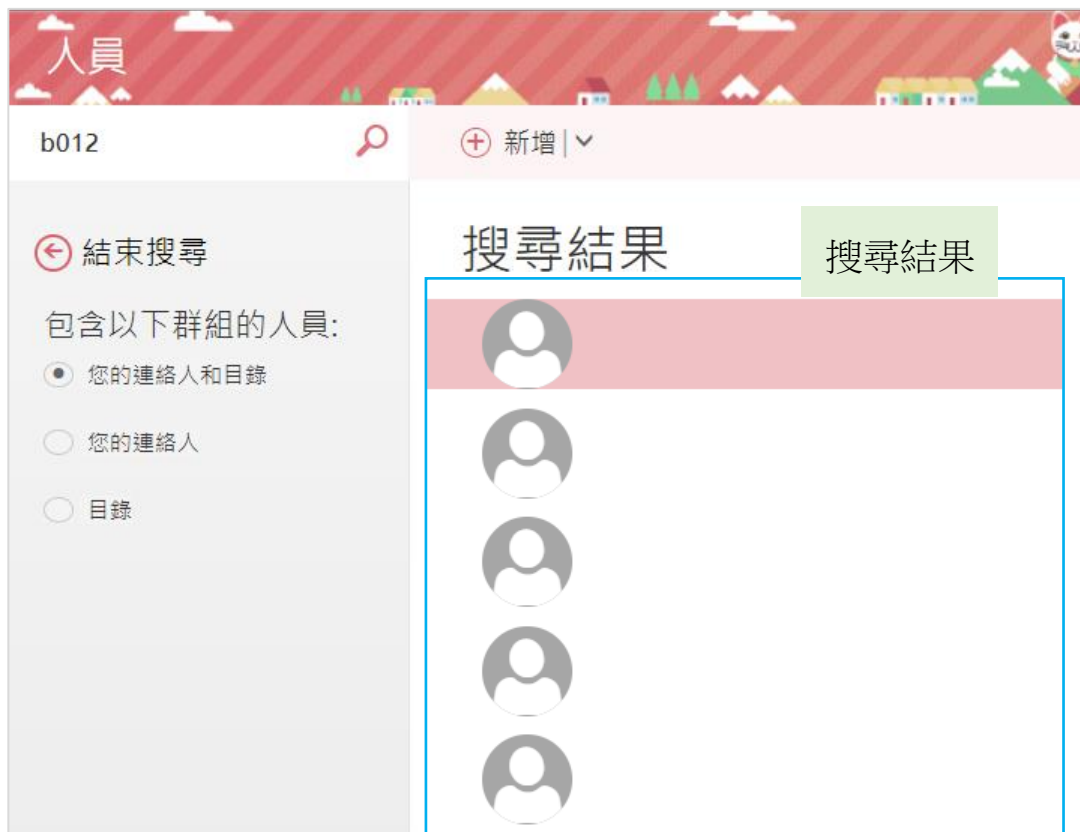 人員
b012
新增
結束搜尋
包含以下群組的人員:
您的連絡人和目錄
您的連絡人
目錄
搜尋結果
搜尋結果